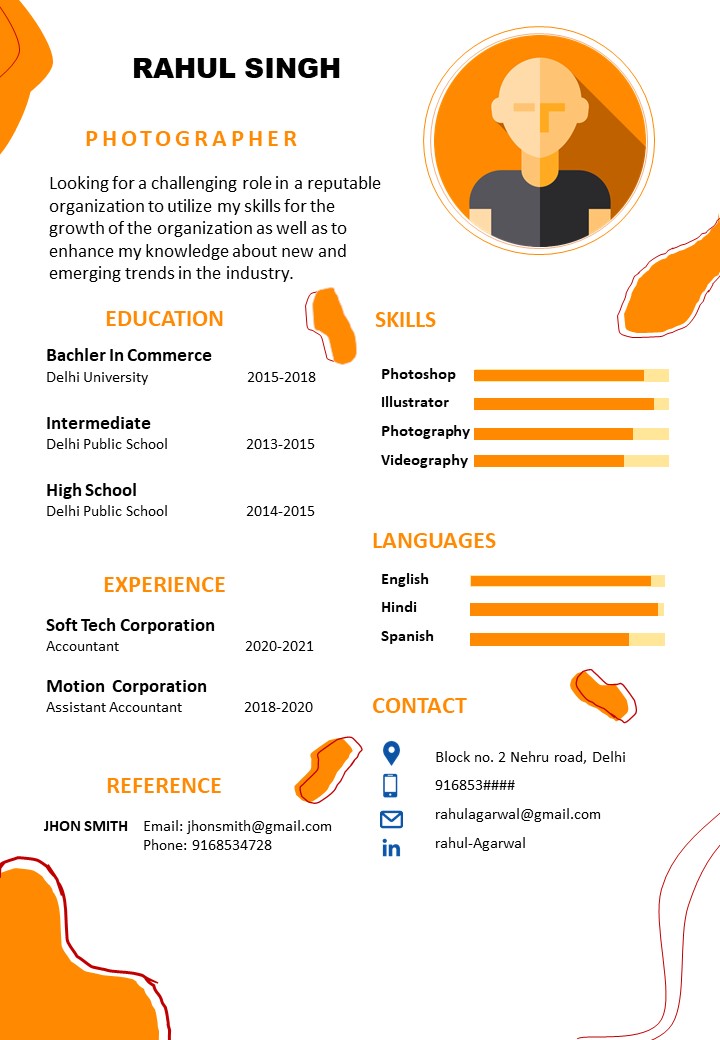 RAHUL SINGH
PHOTOGRAPHER
Looking for a challenging role in a reputable
organization to utilize my skills for the
growth of the organization as well as to
enhance my knowledge about new and
emerging trends in the industry.
EDUCATION
Bachler In Commerce
Delhi University 2015-2018
Intermediate
Delhi Public School 2013-2015
High School
Delhi Public School 2014-2015
EXPERIENCE
Soft Tech Corporation
Accountant 2020-2021
Motion Corporation
Assistant Accountant 2018-2020
REFERENCE
JHON SMITH Email: jhonsmith@gmail.com
Phone: 9168534728
SKILLS
Photoshop
Illustrator
Photography
Videography
LANGUAGES
English
Hindi
Spanish
CONTACT
Block no. 2 Nehru road, Delhi
916853####
rahulagarwal@gmail.com
in rahul-Agarwal